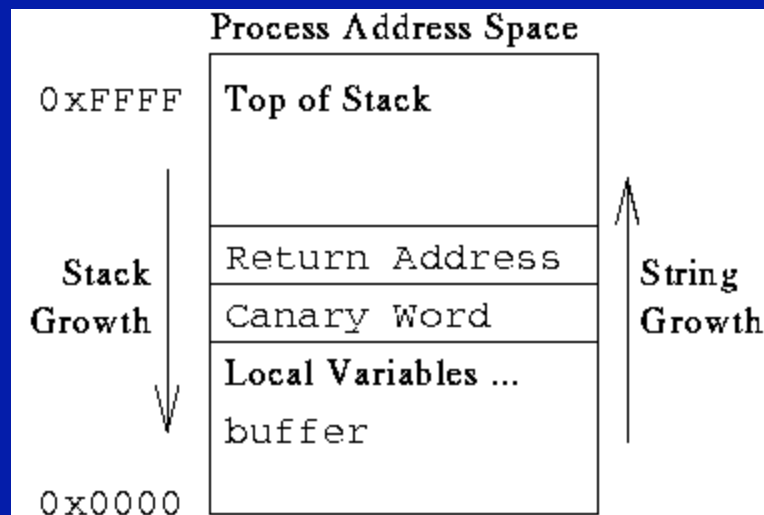 Process Address Space
0xFFFF
Top of Stack
Return Address
Stack
Growth
Canary Word
String
Growth
Local Variables ...
buffer
0x0000